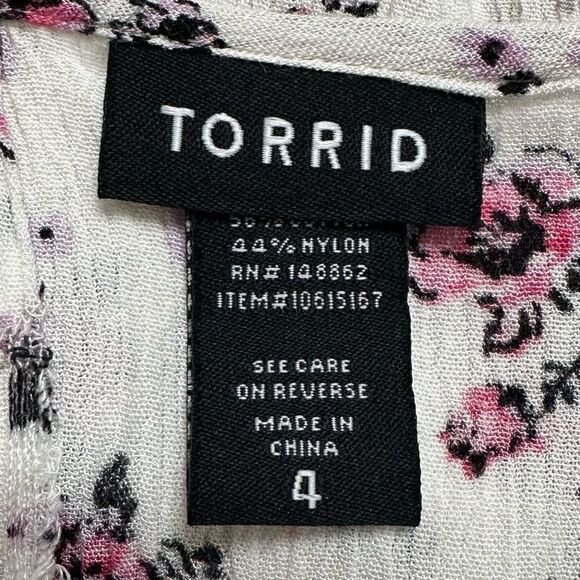 TORRID
44% NYLON
RN# 148862
ITEM#10615167
SEE CARE
ON REVERSE
MADE IN
CHINA
4